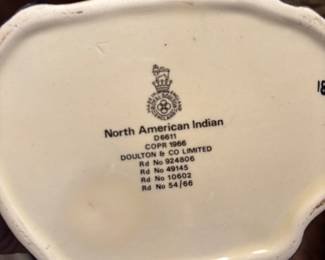 North American Indian
D6611
COPR 1966
DOULTON & CO LIMITED
Rd No 924806
Rd No 49145
Rd No 10602
Rd No 54/66